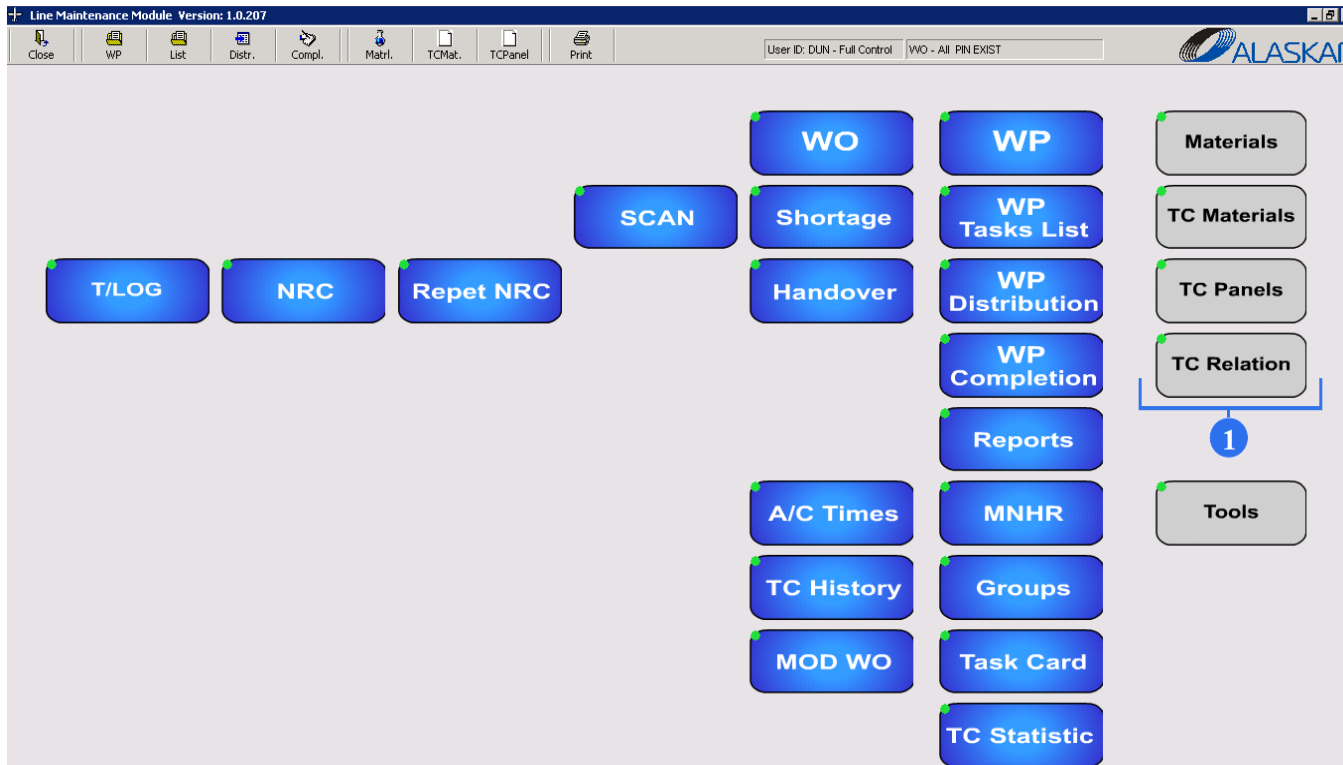 Line Maintenance Module Version: 1.0.207
Close WP List Distr. Compl. Matrl. TCMat. TCPanel Print
User ID: DUN - Full Control WO - All PIN EXIST
ALASKAR
WO WP Materials
SCAN Shortage WP
Tasks List TC Materials
T/LOG NRC Repet NRC Handover WP
Distribution TC Panels
WP
Completion TC Relation
Reports 1
A/C Times MNHR Tools
TC History Groups
MOD WO Task Card
TC Statistic